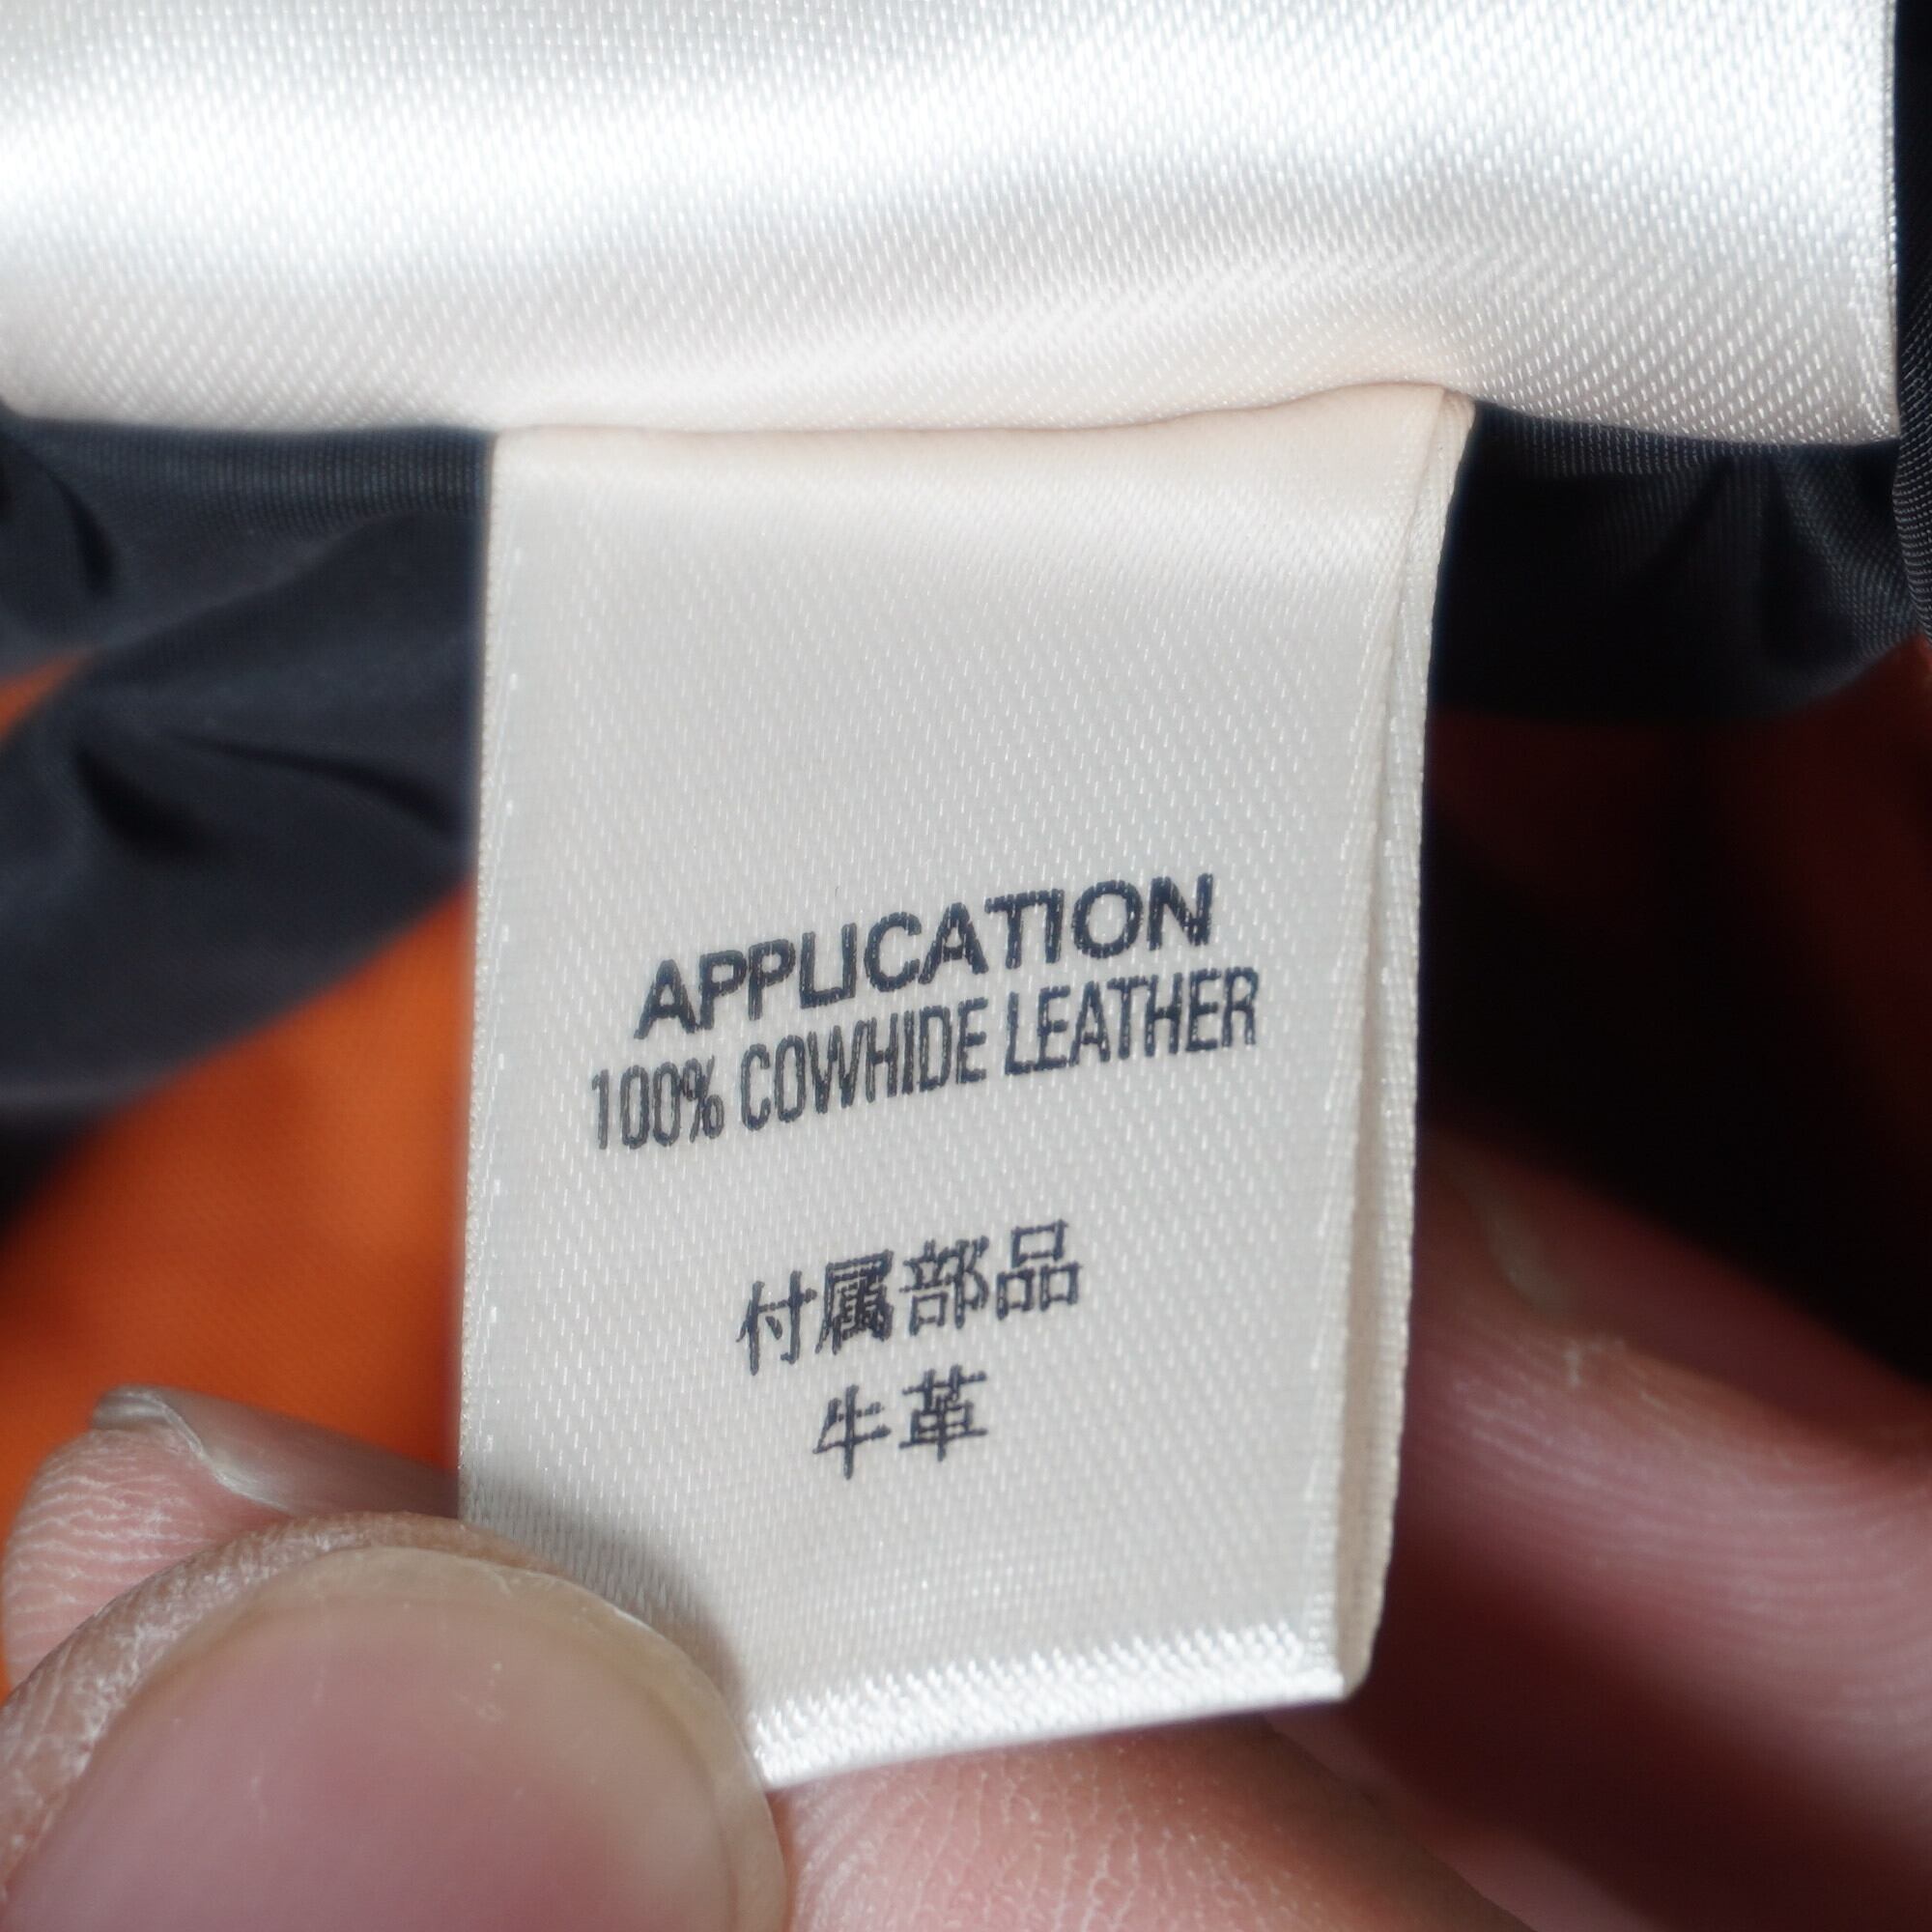 APPLICATION
100% COWHIDE LEATHER
付属部品
牛革